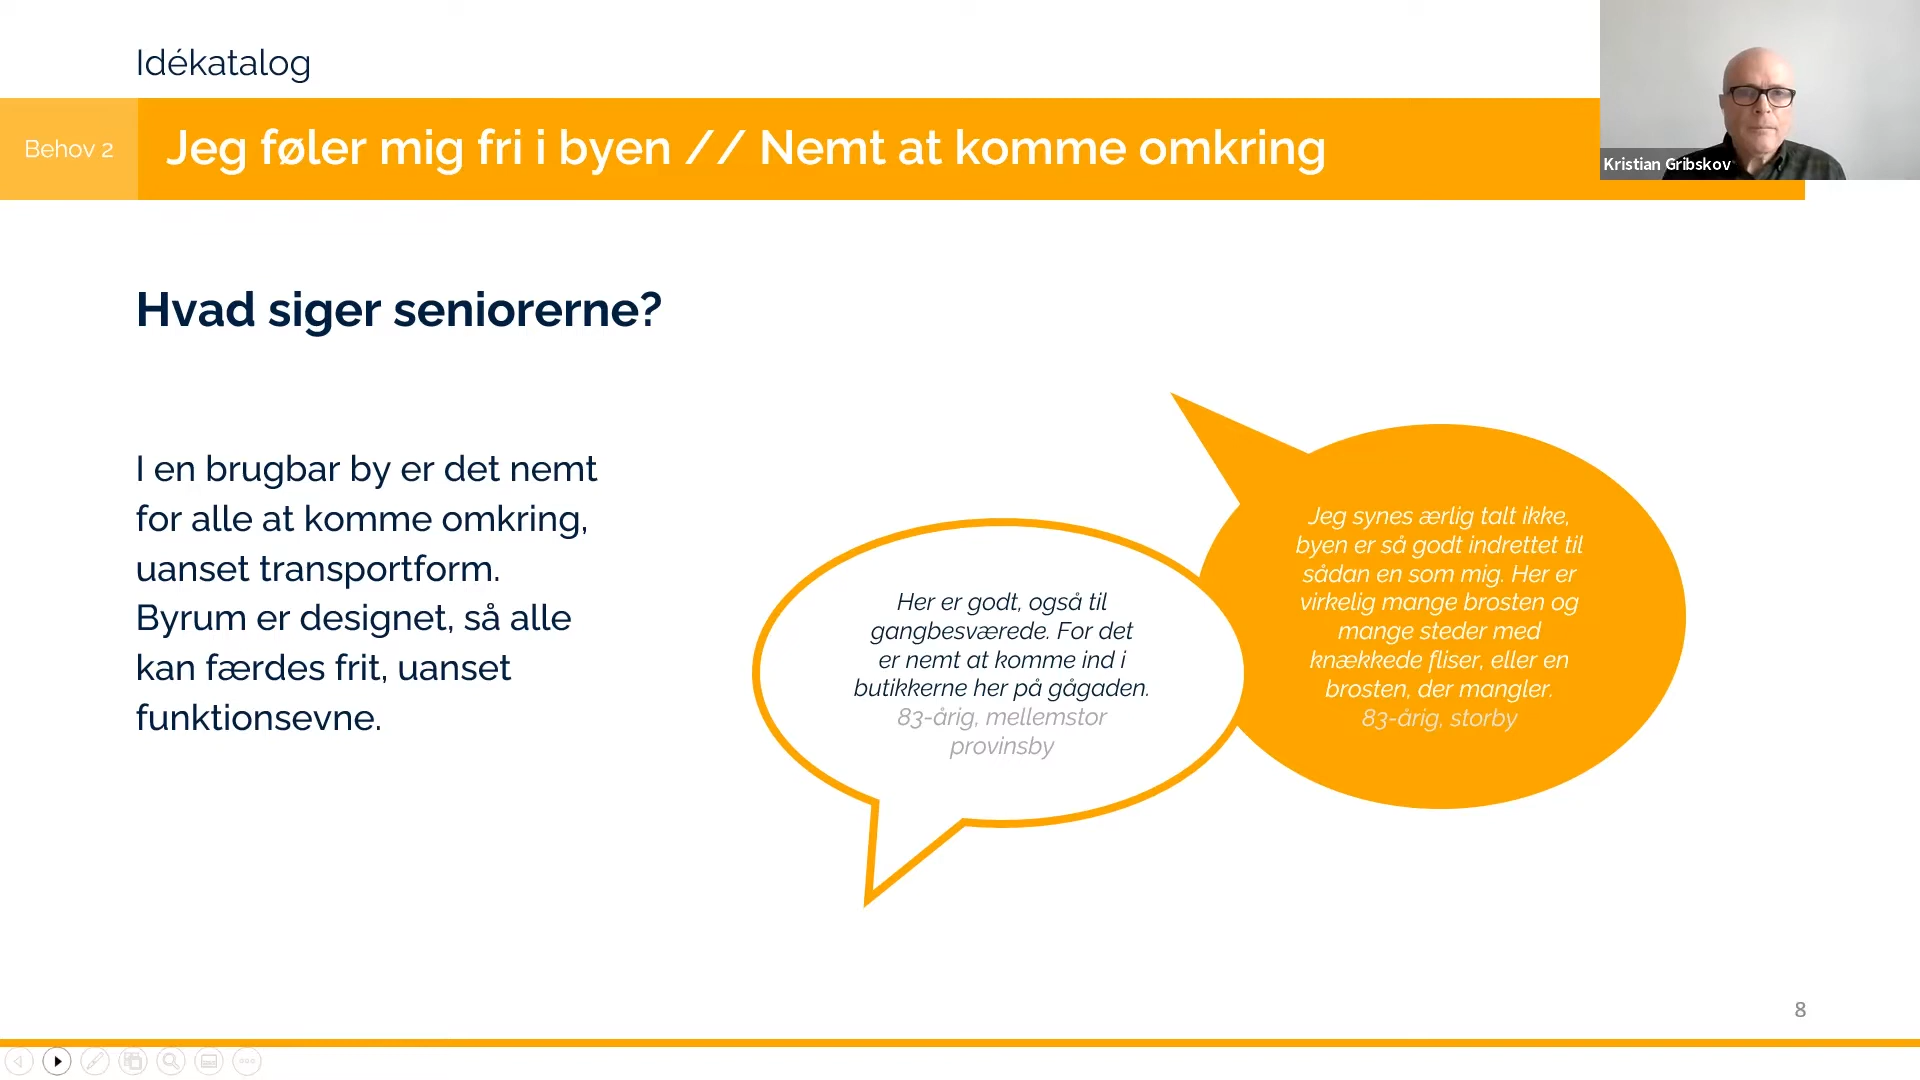 Idékatalog
Behov 2
Jeg føler mig fri i byen // Nemt at komme omkring
Kristian Gribskov
Hvad siger seniorerne?
I en brugbar by er det nemt
for alle at komme omkring,
uanset transportform.
Byrum er designet, så alle
kan færdes frit, uanset
funktionsevne.
Her er godt, også til
gangbesværede. For det
er nemt at komme ind i
butikkerne her på gågaden.
83-årig, mellemstor
provinsby
Jeg synes ærlig talt ikke,
byen er så godt indrettet til
sådan en som mig. Her er
virkelig mange brosten og
mange steder med
knækkede fliser, eller en
brosten, der mangler.
83-årig, storby
8